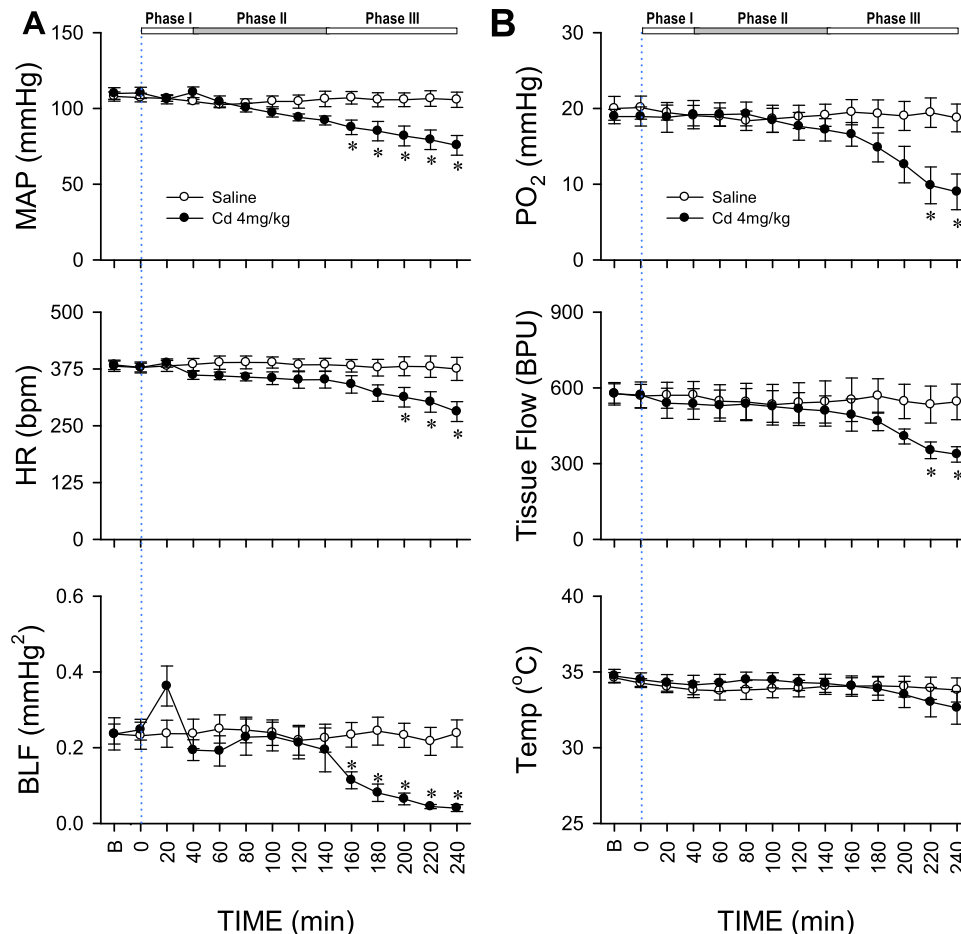 A
Phase I Phase II Phase III
150
100
50
0
MAP (mmHg)
Saline
Cd 4mg/kg
* * * * *
500
375
250
125
0
HR (bpm)
* * *
0.6
0.4
0.2
0.0
BLF (mmHg2)
* * * * *
B 0 20 40 60 80 100 120 140 160 180 200 220 240
TIME (min)
B
Phase I Phase II Phase III
30
20
10
0
PO2 (mmHg)
Saline
Cd 4mg/kg
* *
900
600
300
0
Tissue Flow (BPU)
* *
40
35
30
25
Temp (oC)
B 0 20 40 60 80 100 120 140 160 180 200 220 240
TIME (min)